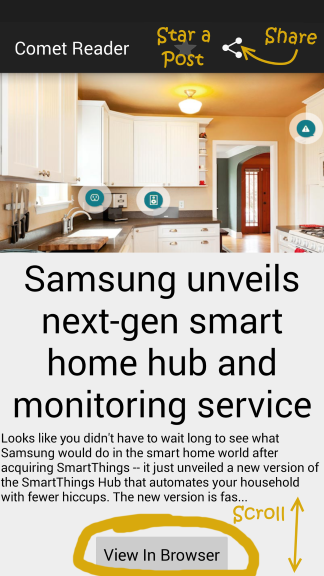 Comet Reader
Star a
Post
Share
Samsung unveils
next-gen smart
home hub and
monitoring service
Looks like you didn't have to wait long to see what
Samsung would do in the smart home world after
acquiring SmartThings -- it just unveiled a new version of
the SmartThings Hub that automates your household
with fewer hiccups. The new version is fas...
Scroll
View In Browser